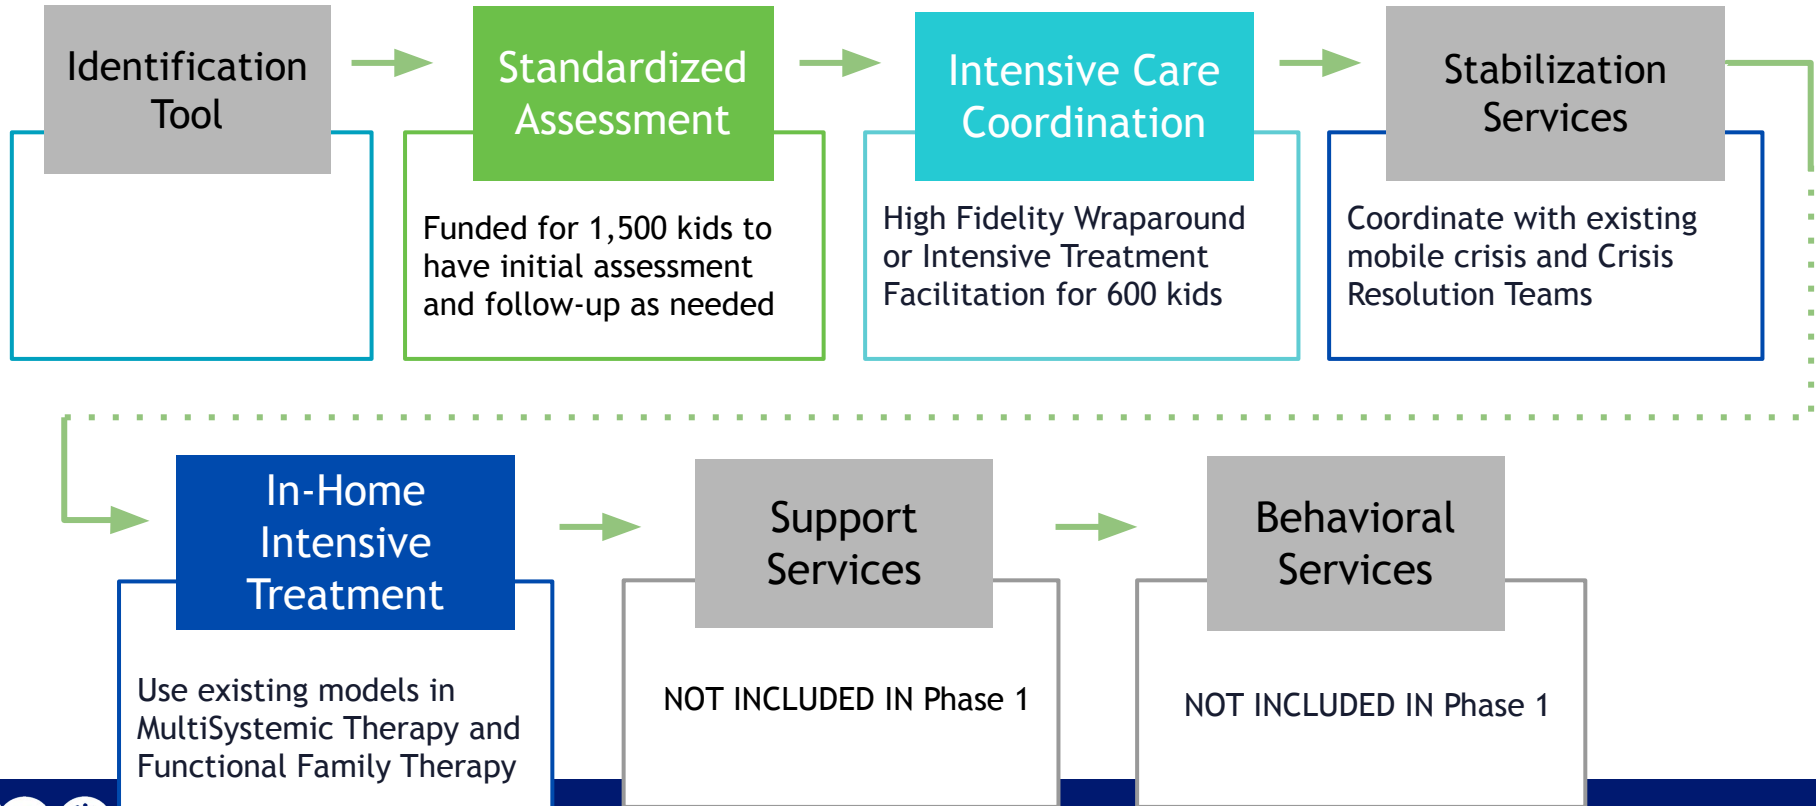 Identification
Tool
Standardized
Assessment
Funded for 1,500 kids to
have initial assessment
and follow-up as needed
Intensive Care
Coordination
High Fidelity Wraparound
or Intensive Treatment
Facilitation for 600 kids
Stabilization
Services
Coordinate with existing
mobile crisis and Crisis
Resolution Teams
In-Home
Intensive
Treatment
Use existing models in
MultiSystemic Therapy and
Functional Family Therapy
Support
Services
NOT INCLUDED IN Phase 1
Behavioral
Services
NOT INCLUDED IN Phase 1